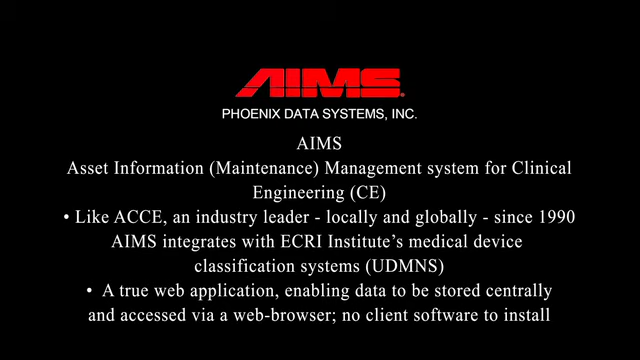 AIMS®
PHOENIX DATA SYSTEMS, INC.
AIMS
Asset Information (Maintenance) Management system for Clinical
Engineering (CE)
• Like ACCE, an industry leader - locally and globally - since 1990
AIMS integrates with ECRI Institute’s medical device
classification systems (UDMNS)
• A true web application, enabling data to be stored centrally
and accessed via a web-browser; no client software to install